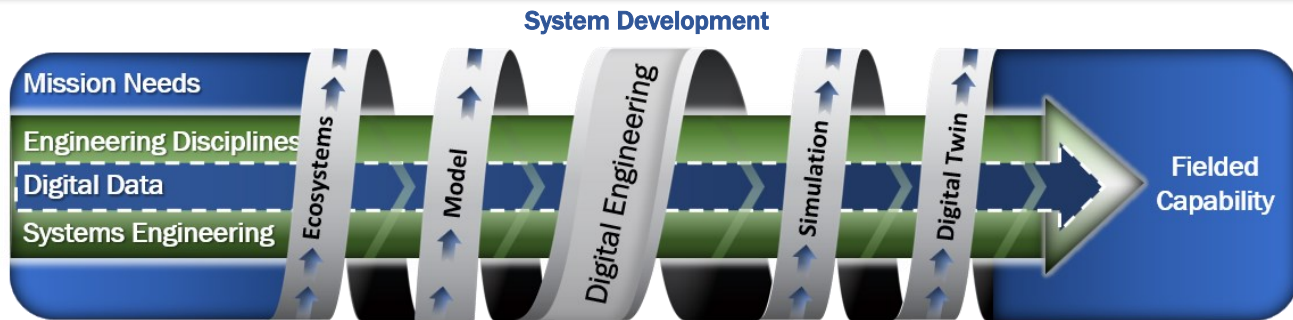 System Development
Mission Needs
Engineering Disciplines
Digital Data
Systems Engineering
Ecosystems
Model
Digital Engineering
Simulation
Digital Twin
Fielded
Capability